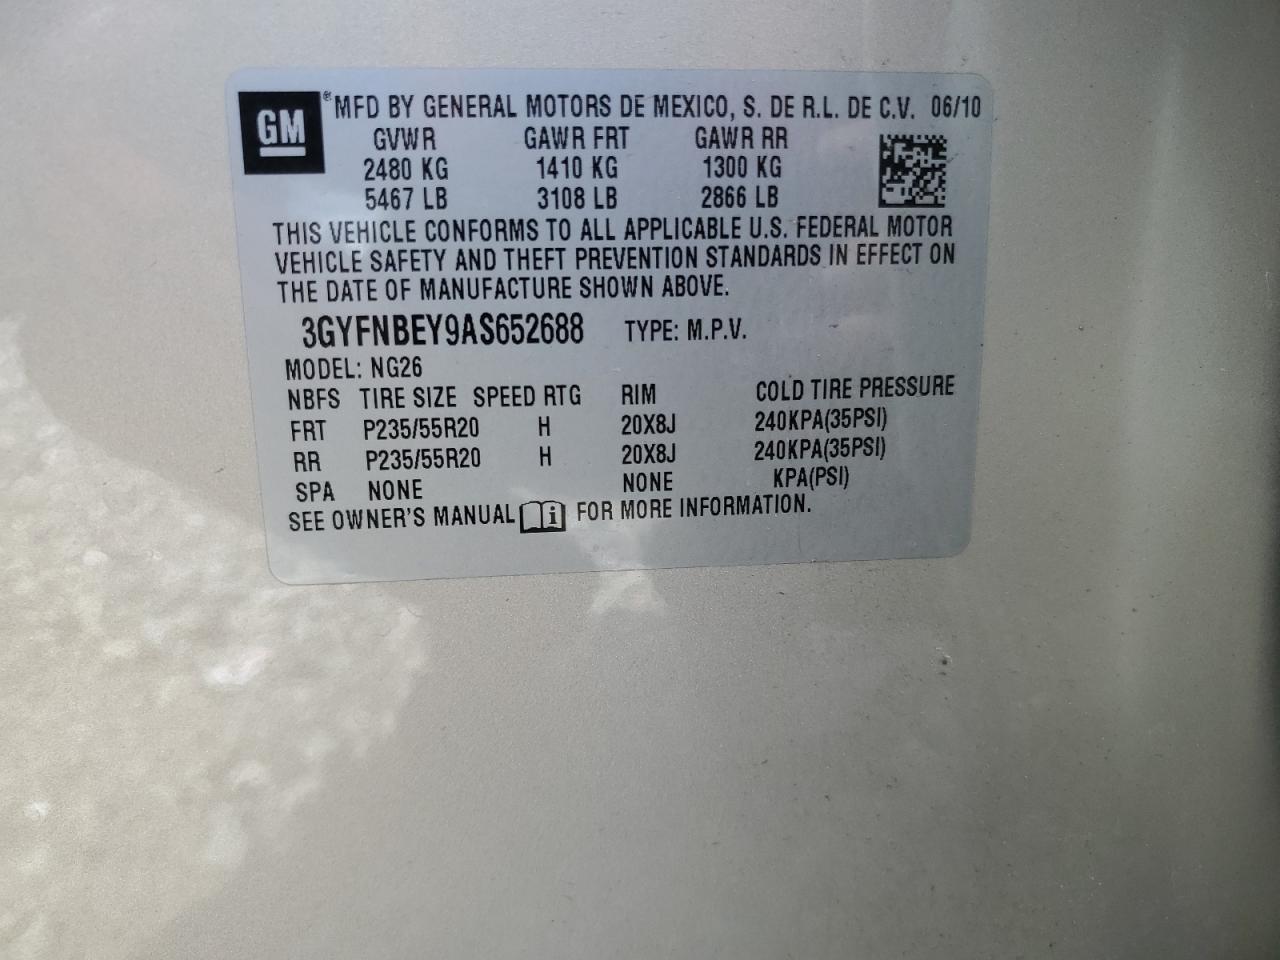 GM ® MFD BY GENERAL MOTORS DE MEXICO, S. DE R.L. DE C.V. 06/10
GVWR GAWR FRT GAWR RR
2480 KG 1410 KG 1300 KG
5467 LB 3108 LB 2866 LB
THIS VEHICLE CONFORMS TO ALL APPLICABLE U.S. FEDERAL MOTOR
VEHICLE SAFETY AND THEFT PREVENTION STANDARDS IN EFFECT ON
THE DATE OF MANUFACTURE SHOWN ABOVE.
3GYFNBEY9AS652688 TYPE: M.P.V.
MODEL: NG26
NBFS TIRE SIZE SPEED RTG RIM COLD TIRE PRESSURE
FRT P235/55R20 H 20X8J 240KPA(35PSI)
RR P235/55R20 H 20X8J 240KPA(35PSI)
SPA NONE NONE KPA(PSI)
SEE OWNER'S MANUAL i FOR MORE INFORMATION.